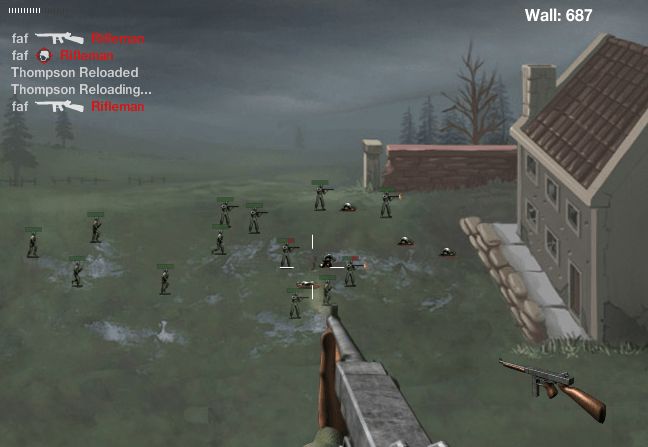 Wall: 687
faf Rifleman
faf Rifleman
Thompson Reloaded
Thompson Reloading...
faf Rifleman